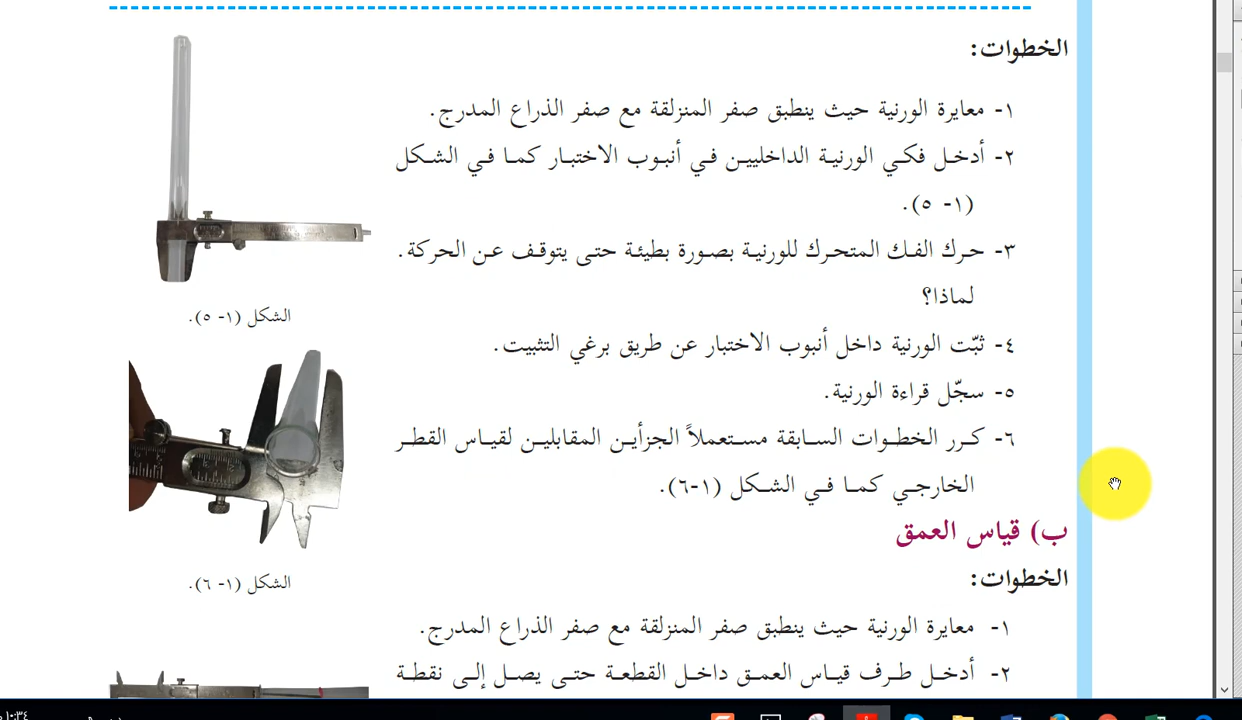 الخطوات:
١- معايرة الورنية حيث ينطبق صفر المنزلقة مع صفر الذراع المدرج.
٢- أدخل فكي الورنية الداخليين في أنبوب الاختبار كما في الشكل
(١- ٥).
٣- حرك الفك المتحرك للورنية بصورة بطيئة حتى يتوقف عن الحركة.
لماذا؟
الشكل (١- ٥).
٤- ثبّت الورنية داخل أنبوب الاختبار عن طريق برغي التثبيت.
٥- سجّل قراءة الورنية.
٦- كرر الخطوات السابقة مستعملاً الجزأين المقابلين لقياس القطر
الخارجي كما في الشكل (١-٦).
ب) قياس العمق
الخطوات:
الشكل (١- ٦).
١- معايرة الورنية حيث ينطبق صفر المنزلقة مع صفر الذراع المدرج.
٢- أدخل طرف قياس العمق داخل القطعة حتى يصل إلى نقطة
١٠:٣٤